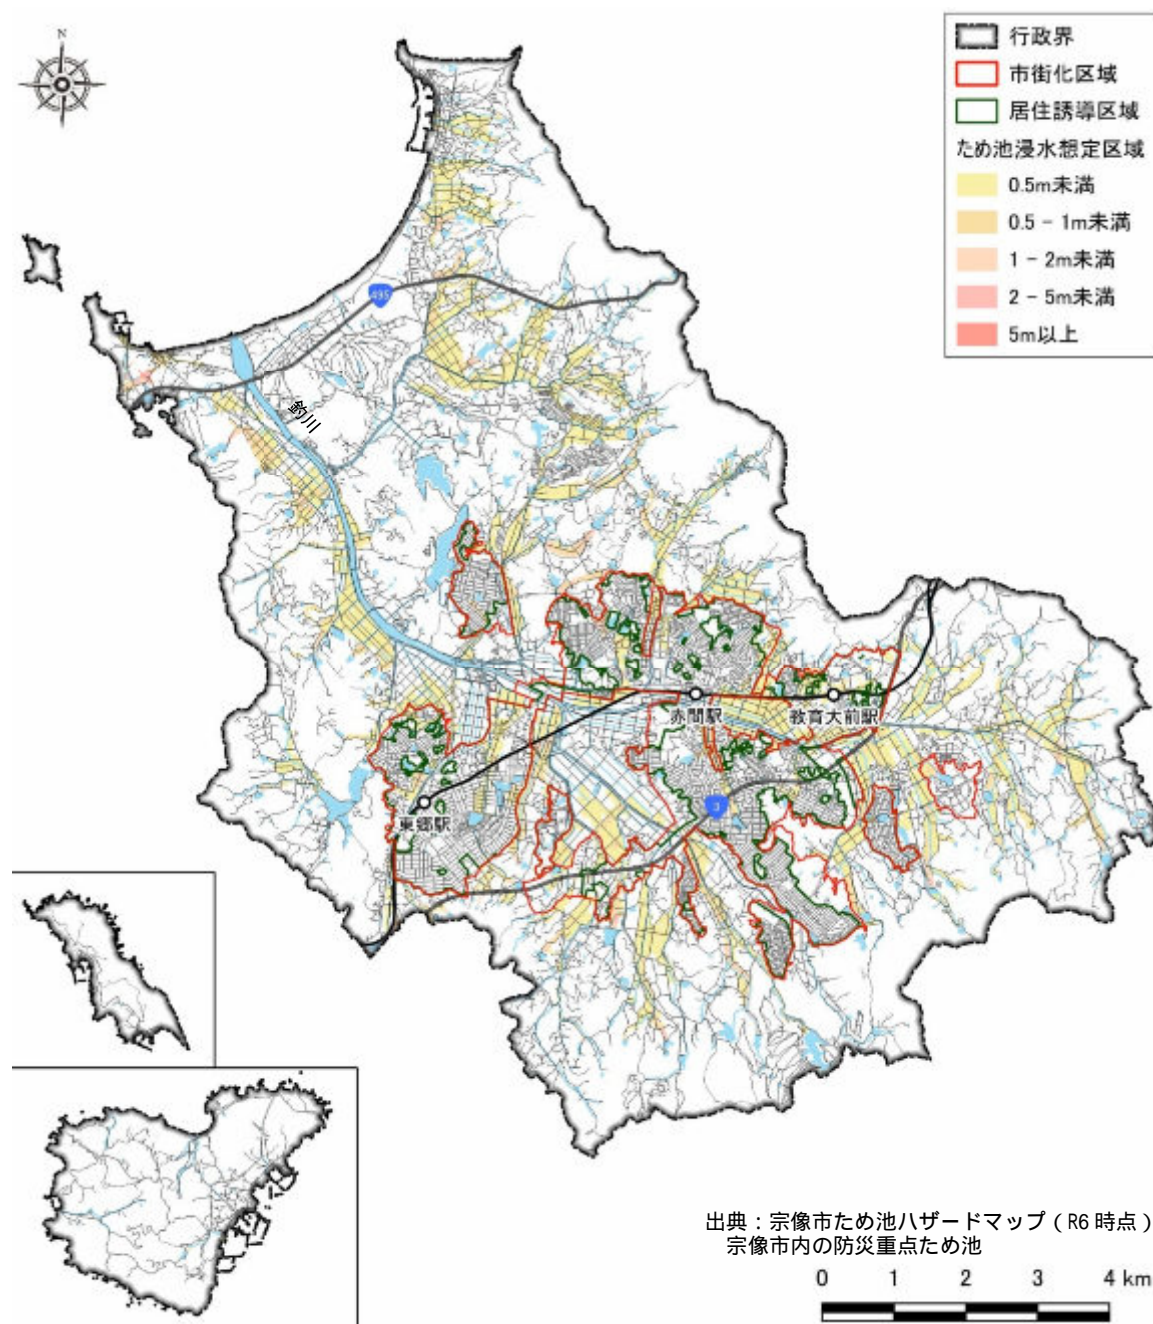 N
行政界
市街化区域
居住誘導区域
ため池浸水想定区域
0.5m未満
0.5 - 1m未満
1 - 2m未満
2 - 5m未満
5m以上
495
釣川
赤間駅
教育大前駅
3
東郷駅
出典：宗像市ため池ハザードマップ（R6 時点）
宗像市内の防災重点ため池
0 1 2 3 4 km